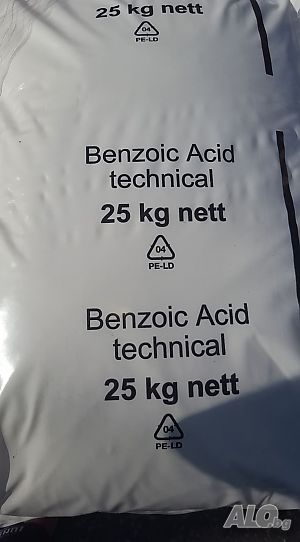 25 kg nett
04
PE-LD
Benzoic Acid
technical
25 kg nett
04
PE-LD
Benzoic Acid
technical
25 kg nett
04
PE-LD
ALO.bg